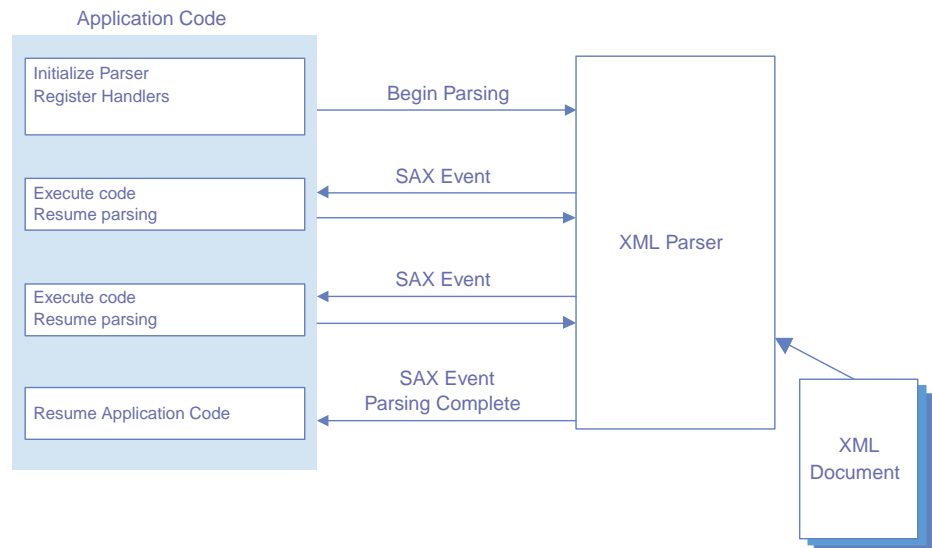 Application Code
Initialize Parser
Register Handlers
Begin Parsing
SAX Event
Execute code
Resume parsing
XML Parser
SAX Event
Execute code
Resume parsing
SAX Event
Parsing Complete
Resume Application Code
XML
Document